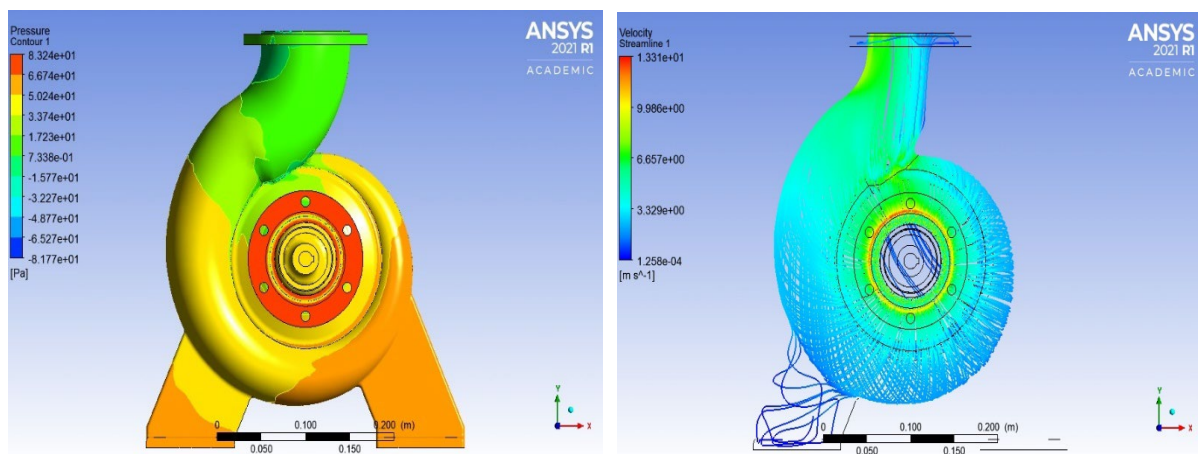 Pressure
Contour 1
8.324e+01
6.674e+01
5.024e+01
3.374e+01
1.723e+01
7.338e-01
-1.577e+01
-3.227e+01
-4.877e+01
-6.527e+01
-8.177e+01
[Pa]
ANSYS
2021 R1
ACADEMIC
0 0.100 0.200 (m)
0.050 0.150
Y
X
Velocity
Streamline 1
1.331e+01
9.986e+00
6.657e+00
3.329e+00
1.258e-04
[m s^-1]
ANSYS
2021 R1
ACADEMIC
0 0.100 0.200 (m)
0.050 0.150
Y
X